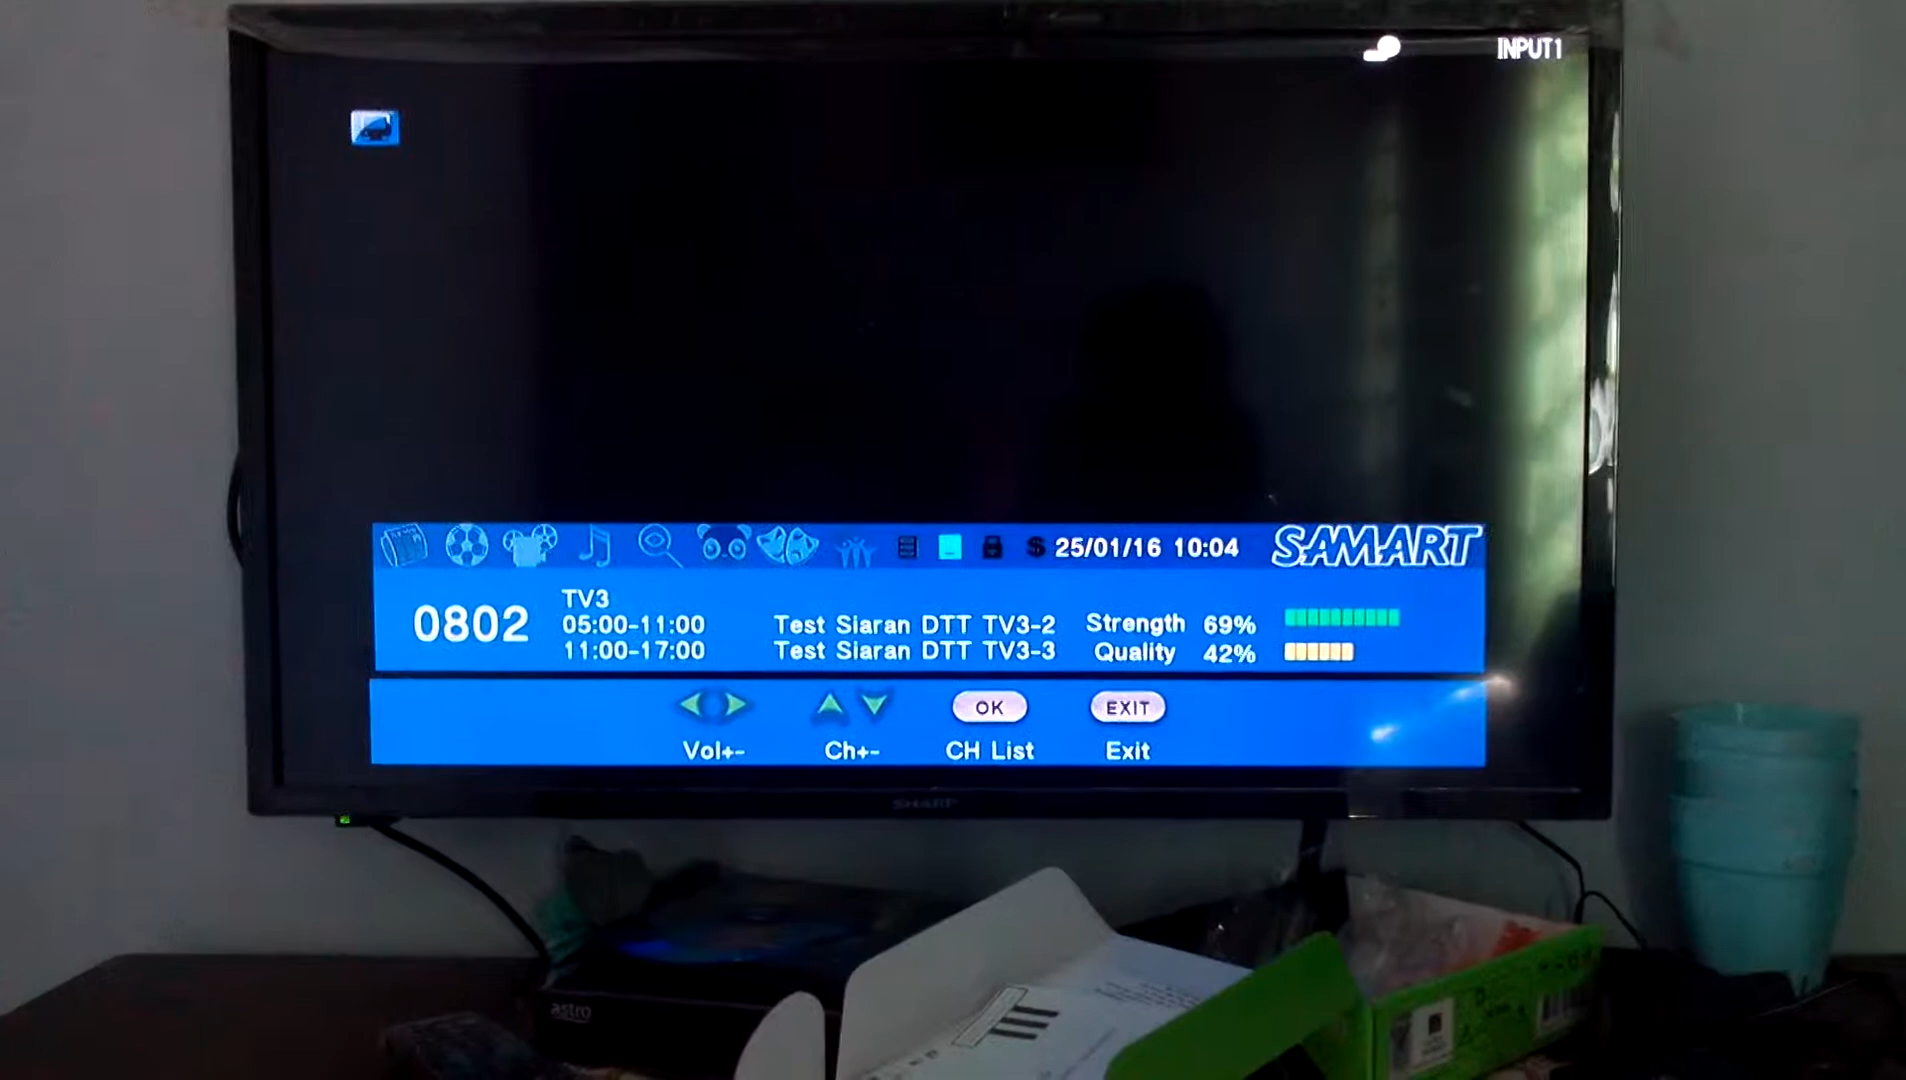 INPUT1
25/01/16 10:04 SAMART
0802
TV3
05:00-11:00 Test Siaran DTT TV3-2 Strength 69%
11:00-17:00 Test Siaran DTT TV3-3 Quality 42%
OK EXIT
Vol+- Ch+- CH List Exit
SHARP
astro